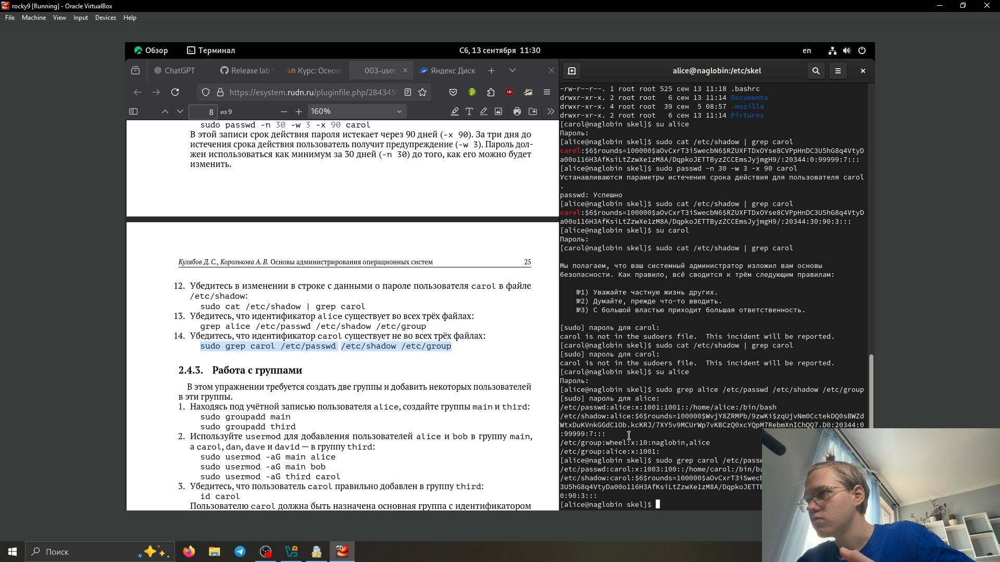 rocky9 [Running] - Oracle VirtualBox
File Machine View Input Devices Help
Обзор Терминал Сб, 13 сентября 11:30 en
ChatGPT Release lab Курс: Основ 003-user_ Яндекс Диск
https://esystem.rudn.ru/pluginfile.php/284345
8 из 9 160%
sudo passwd -n 30 -w 3 -x 90 carol
В этой записи срок действия пароля истекает через 90 дней (-x 90). За три дня до
истечения срока действия пользователь получит предупреждение (-w 3). Пароль дол-
жен использоваться как минимум за 30 дней (-n 30) до того, как его можно будет
изменить.
Кулябов Д. С., Королькова А. В. Основы администрирования операционных систем 25
12. Убедитесь в изменении в строке с данными о пароле пользователя carol в файле
/etc/shadow:
sudo cat /etc/shadow | grep carol
13. Убедитесь, что идентификатор alice существует во всех трёх файлах:
grep alice /etc/passwd /etc/shadow /etc/group
14. Убедитесь, что идентификатор carol существует не во всех трёх файлах:
sudo grep carol /etc/passwd /etc/shadow /etc/group
2.4.3. Работа с группами
В этом упражнении требуется создать две группы и добавить некоторых пользователей
в эти группы.
1. Находясь под учётной записью пользователя alice, создайте группы main и third:
sudo groupadd main
sudo groupadd third
2. Используйте usermod для добавления пользователей alice и bob в группу main,
а carol, dan, dave и david — в группу third:
sudo usermod -aG main alice
sudo usermod -aG main bob
sudo usermod -aG third carol
3. Убедитесь, что пользователь carol правильно добавлен в группу third:
id carol
Пользователю carol должна быть назначена основная группа с идентификатором
alice@naglobin:/etc/skel
-rw-r--r--. 1 root root 525 сен 13 11:18 .bashrc
drwxr-xr-x. 2 root root 6 сен 13 11:14 Documents
drwxr-xr-x. 4 root root 39 сен 5 08:57 .mozilla
drwxr-xr-x. 2 root root 6 сен 13 11:14 Pictures
[carol@naglobin skel]$ su alice
Пароль:
[alice@naglobin skel]$ sudo cat /etc/shadow | grep carol
carol:$6$rounds=100000$aOvCxrT3iSwecbN6$RZUXFTDxOYse8CVPpHnDC3U5hG8q4VtyD
a00o116H3AfKsiLtZzwXe1zM8A/DqpkoJETTByzZCCEmsJyjmgH9/:20344:0:99999:7:::
[alice@naglobin skel]$ sudo passwd -n 30 -w 3 -x 90 carol
Устанавливаются параметры истечения срока действия для пользователя carol
.
passwd: Успешно
[alice@naglobin skel]$ sudo cat /etc/shadow | grep carol
carol:$6$rounds=100000$aOvCxrT3iSwecbN6$RZUXFTDxOYse8CVPpHnDC3U5hG8q4VtyD
a00o116H3AfKsiLtZzwXe1zM8A/DqpkoJETTByzZCCEmsJyjmgH9/:20344:30:90:3:::
[alice@naglobin skel]$ su carol
Пароль:
[carol@naglobin skel]$ sudo cat /etc/shadow | grep carol
Мы полагаем, что ваш системный администратор изложил вам основы
безопасности. Как правило, всё сводится к трём следующим правилам:
№1) Уважайте частную жизнь других.
№2) Думайте, прежде что-то вводить.
№3) С большой властью приходит большая ответственность.
[sudo] пароль для carol:
carol is not in the sudoers file. This incident will be reported.
[carol@naglobin skel]$ sudo cat /etc/shadow | grep carol
[sudo] пароль для carol:
carol is not in the sudoers file. This incident will be reported.
[carol@naglobin skel]$ su alice
Пароль:
[alice@naglobin skel]$ sudo grep alice /etc/passwd /etc/shadow /etc/group
[sudo] пароль для alice:
/etc/passwd:alice:x:1001:1001::/home/alice:/bin/bash
/etc/shadow:alice:$6$rounds=100000$WvjY8ZRMPb/9zwKi$zqUjvNm0CctekDQ0sBWZd
WtxDuKVnkGGdC1Ob.kcKRJ/7XY5v9MCUrWp7vKBCzQ0xcYQpM7RebmXnIChQQ7.D0:20344:0
:99999:7:::
/etc/group:wheel:x:10:naglobin,alice
/etc/group:alice:x:1001:
[alice@naglobin skel]$ sudo grep carol /etc/passw
/etc/passwd:carol:x:1003:100::/home/carol:/bin/ba
/etc/shadow:carol:$6$rounds=100000$aOvCxrT3iSwecb
3U5hG8q4VtyDa00o116H3AfKsiLtZzwXe1zM8A/DqpkoJETTB
0:90:3:::
[alice@naglobin skel]$
Поиск